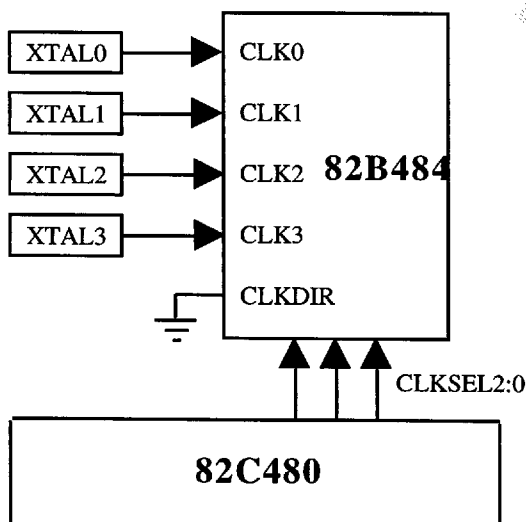 XTAL0 CLK0
XTAL1 CLK1
XTAL2 CLK2 82B484
XTAL3 CLK3
CLKDIR
CLKSEL2:0
82C480